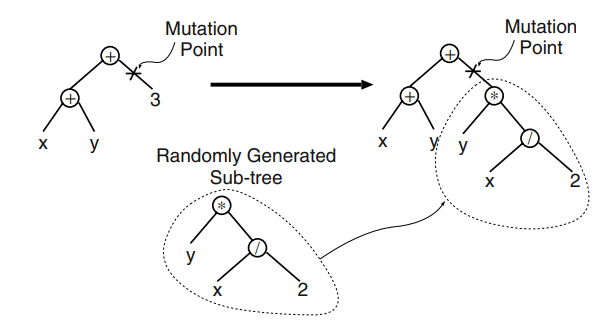 Mutation
Point
+
+
3
x y
Mutation
Point
+
+
*
x y y
/
x 2
Randomly Generated
Sub-tree
*
y
/
x 2